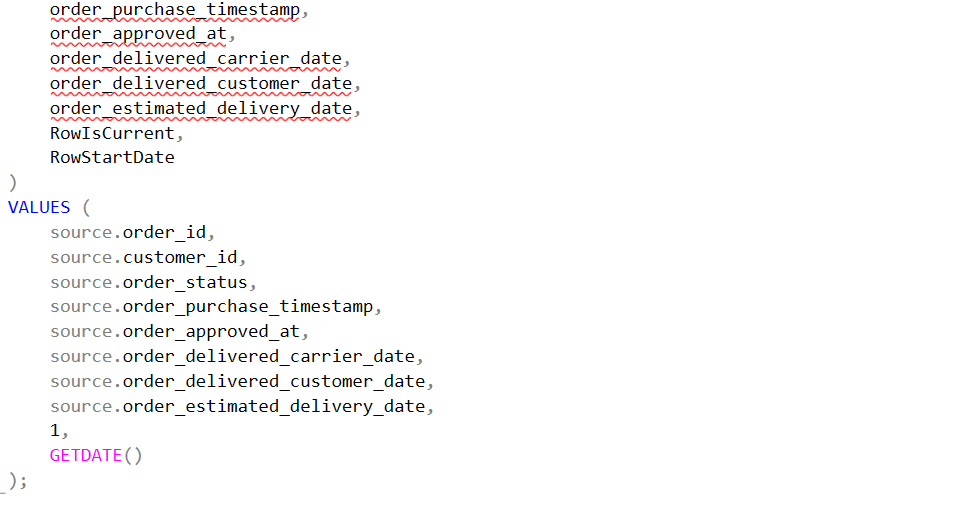 order_purchase_timestamp,
order_approved_at,
order_delivered_carrier_date,
order_delivered_customer_date,
order_estimated_delivery_date,
RowIsCurrent,
RowStartDate
)
VALUES (
source.order_id,
source.customer_id,
source.order_status,
source.order_purchase_timestamp,
source.order_approved_at,
source.order_delivered_carrier_date,
source.order_delivered_customer_date,
source.order_estimated_delivery_date,
1,
GETDATE()
);